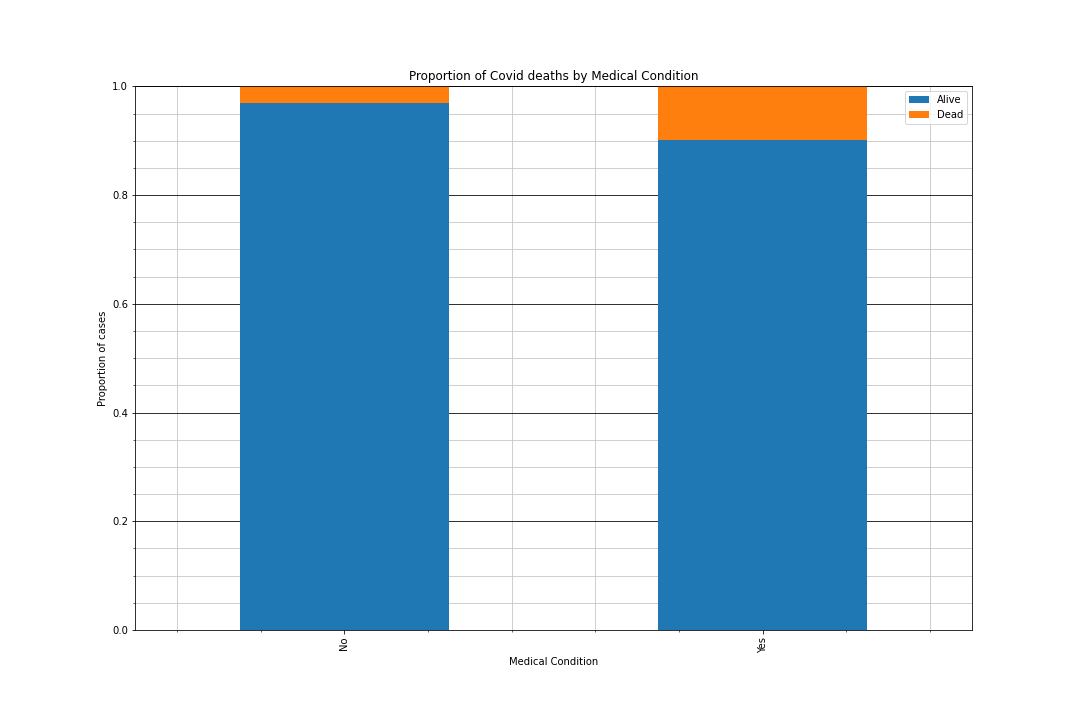 Proportion of Covid deaths by Medical Condition
1.0
0.8
0.6
0.4
0.2
0.0
Proportion of cases
Alive
Dead
No
Yes
Medical Condition